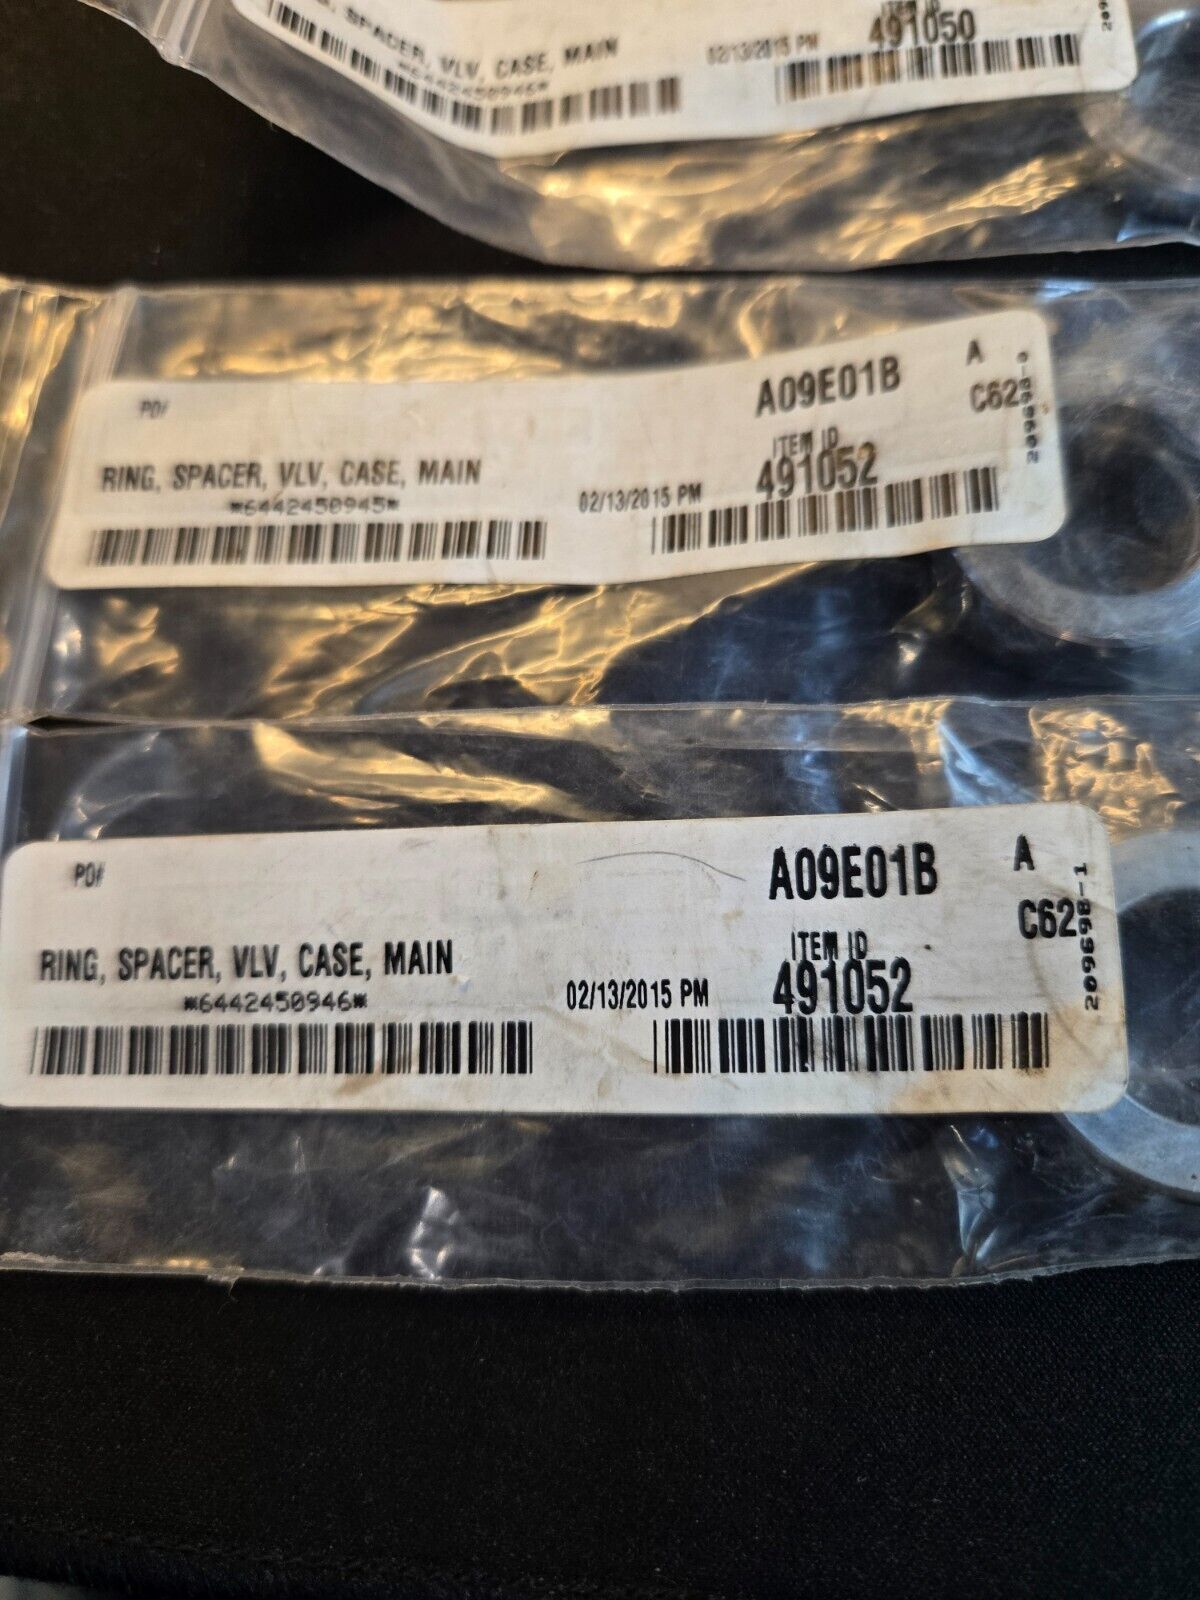 SPACER, VLV, CASE, MAIN
02/13/2015 PM
ITEM ID
491050
PO#
A09E01B
A
C62
RING, SPACER, VLV, CASE, MAIN
*6442450945*
02/13/2015 PM
ITEM ID
491052
PO#
A09E01B
A
C62
209698-1
RING, SPACER, VLV, CASE, MAIN
*6442450946*
02/13/2015 PM
ITEM ID
491052